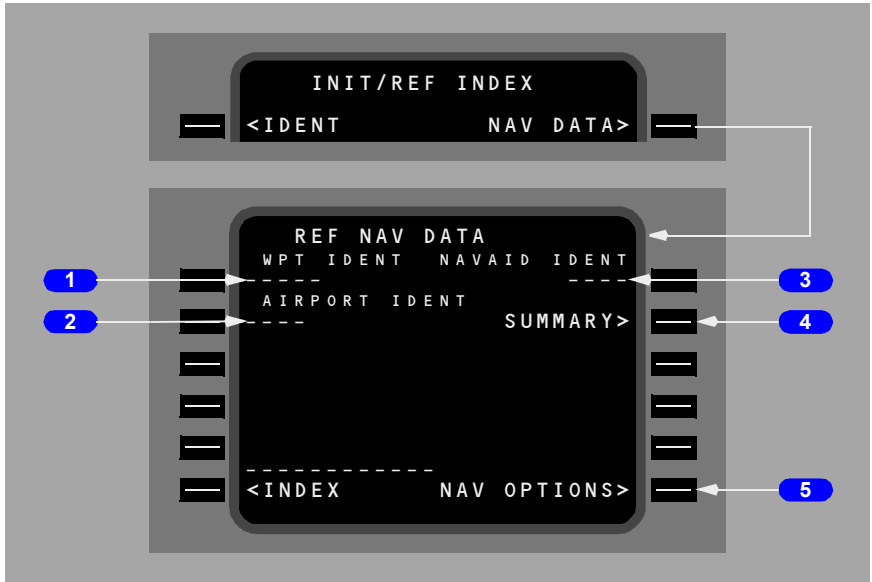 INIT/REF INDEX
<IDENT NAV DATA>
REF NAV DATA
WPT IDENT NAVAID IDENT
1 ----- ---- 3
AIRPORT IDENT
2 ---- SUMMARY> 4
------------
<INDEX NAV OPTIONS> 5